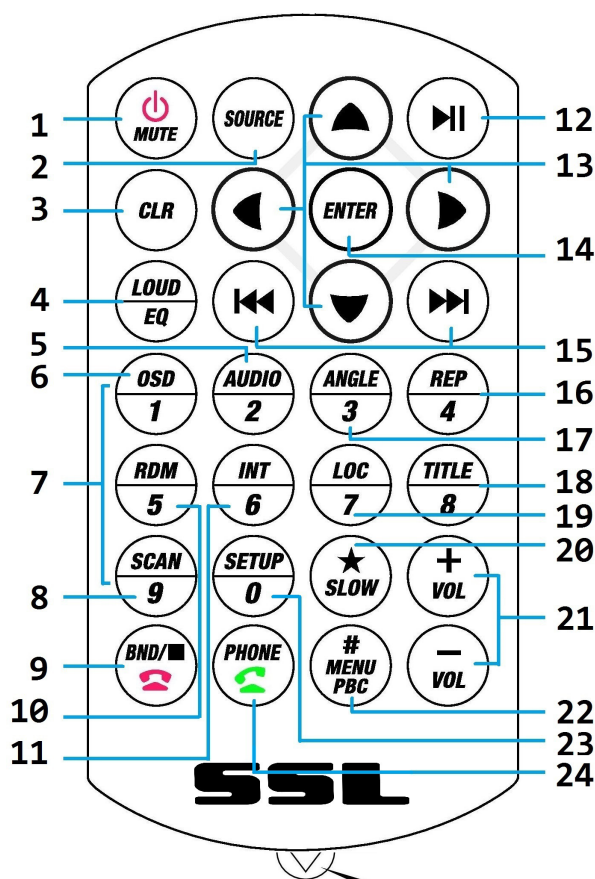 1
MUTE
SOURCE
2
12
13
3
CLR
ENTER
14
4
LOUD
EQ
15
5
6
OSD
1
AUDIO
2
ANGLE
3
REP
4
16
17
7
RDM
5
INT
6
LOC
7
TITLE
8
18
19
20
8
SCAN
9
SETUP
0
★
SLOW
+
VOL
21
9
BND/■
PHONE
#
MENU
PBC
−
VOL
10
11
22
23
24
SSL